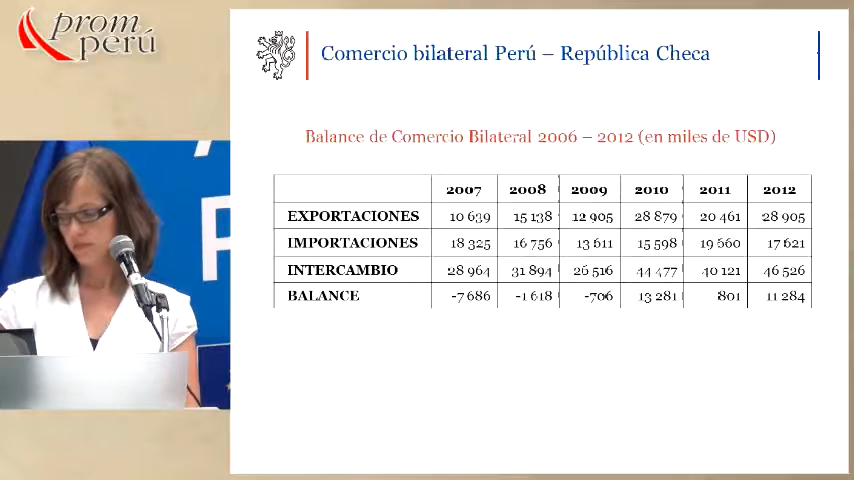 prom
perú
Comercio bilateral Perú – República Checa
Balance de Comercio Bilateral 2006 – 2012 (en miles de USD)
2007 2008 2009 2010 2011 2012
EXPORTACIONES 10 639 15 138 12 905 28 879 20 461 28 905
IMPORTACIONES 18 325 16 756 13 611 15 598 19 660 17 621
INTERCAMBIO 28 964 31 894 26 516 44 477 40 121 46 526
BALANCE -7 686 -1 618 -706 13 281 801 11 284
P